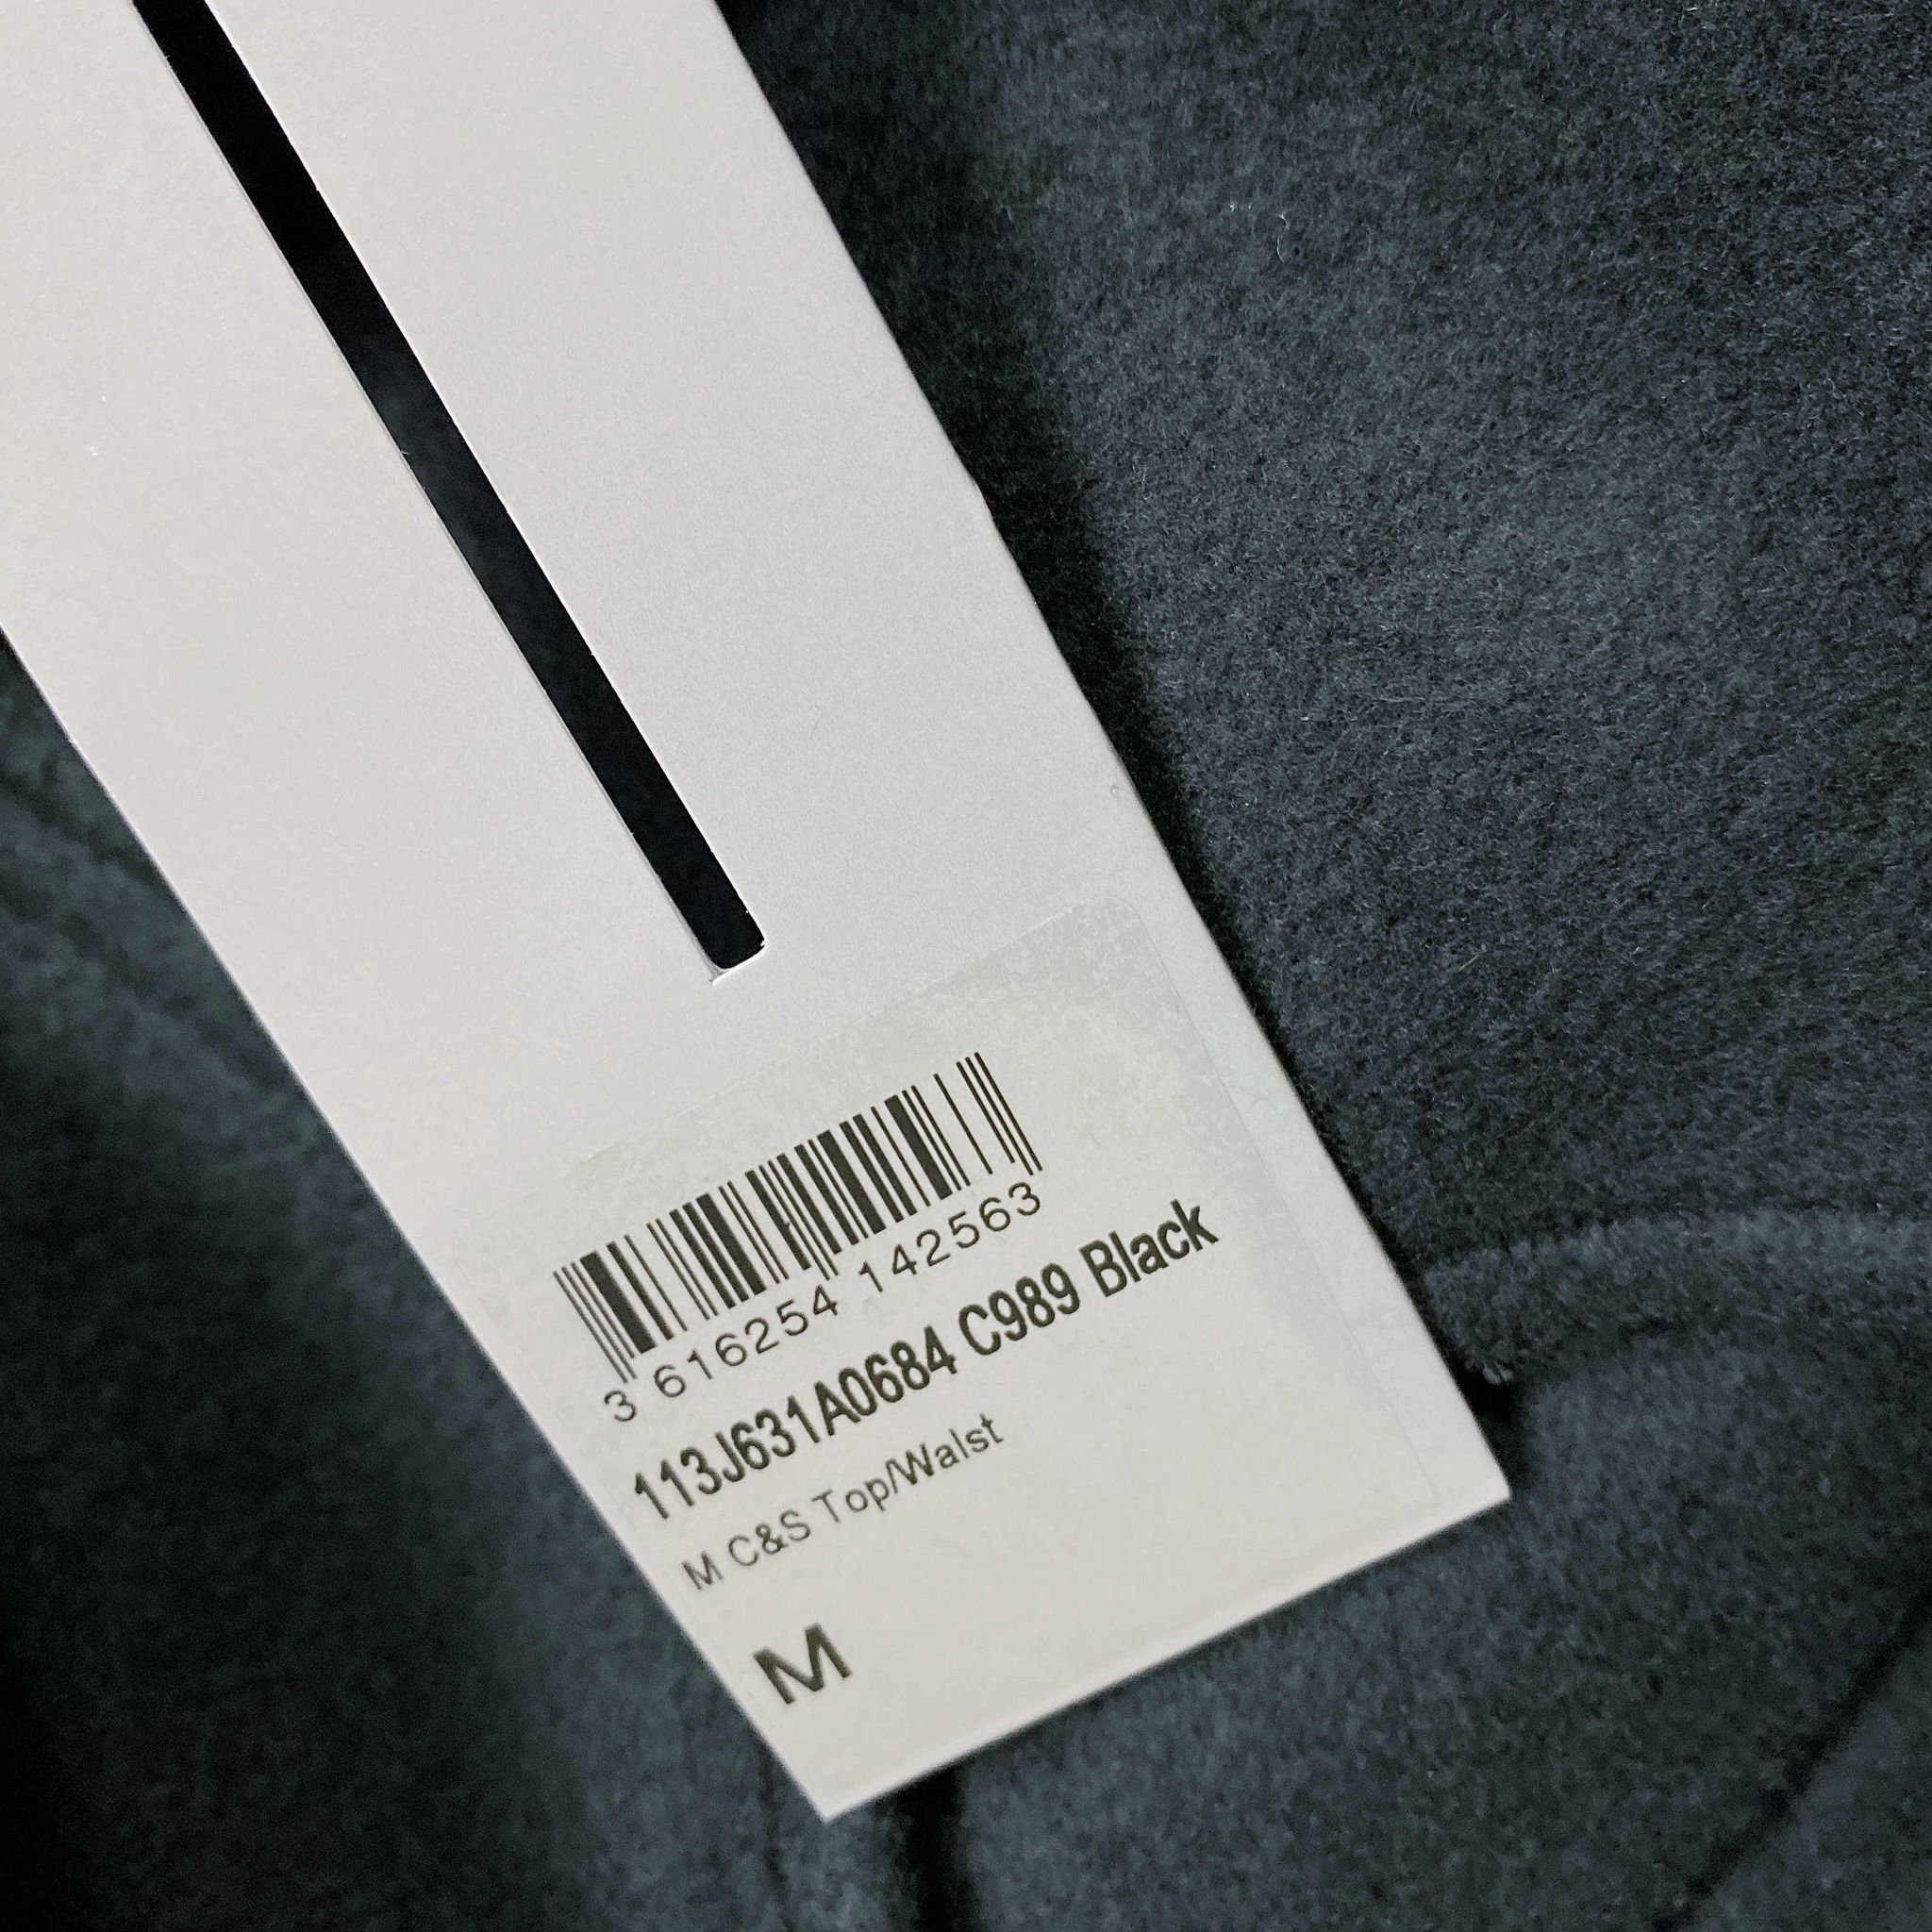 3 616254 142563
113J631A0684 C989 Black
M C&S Top/Walst
M